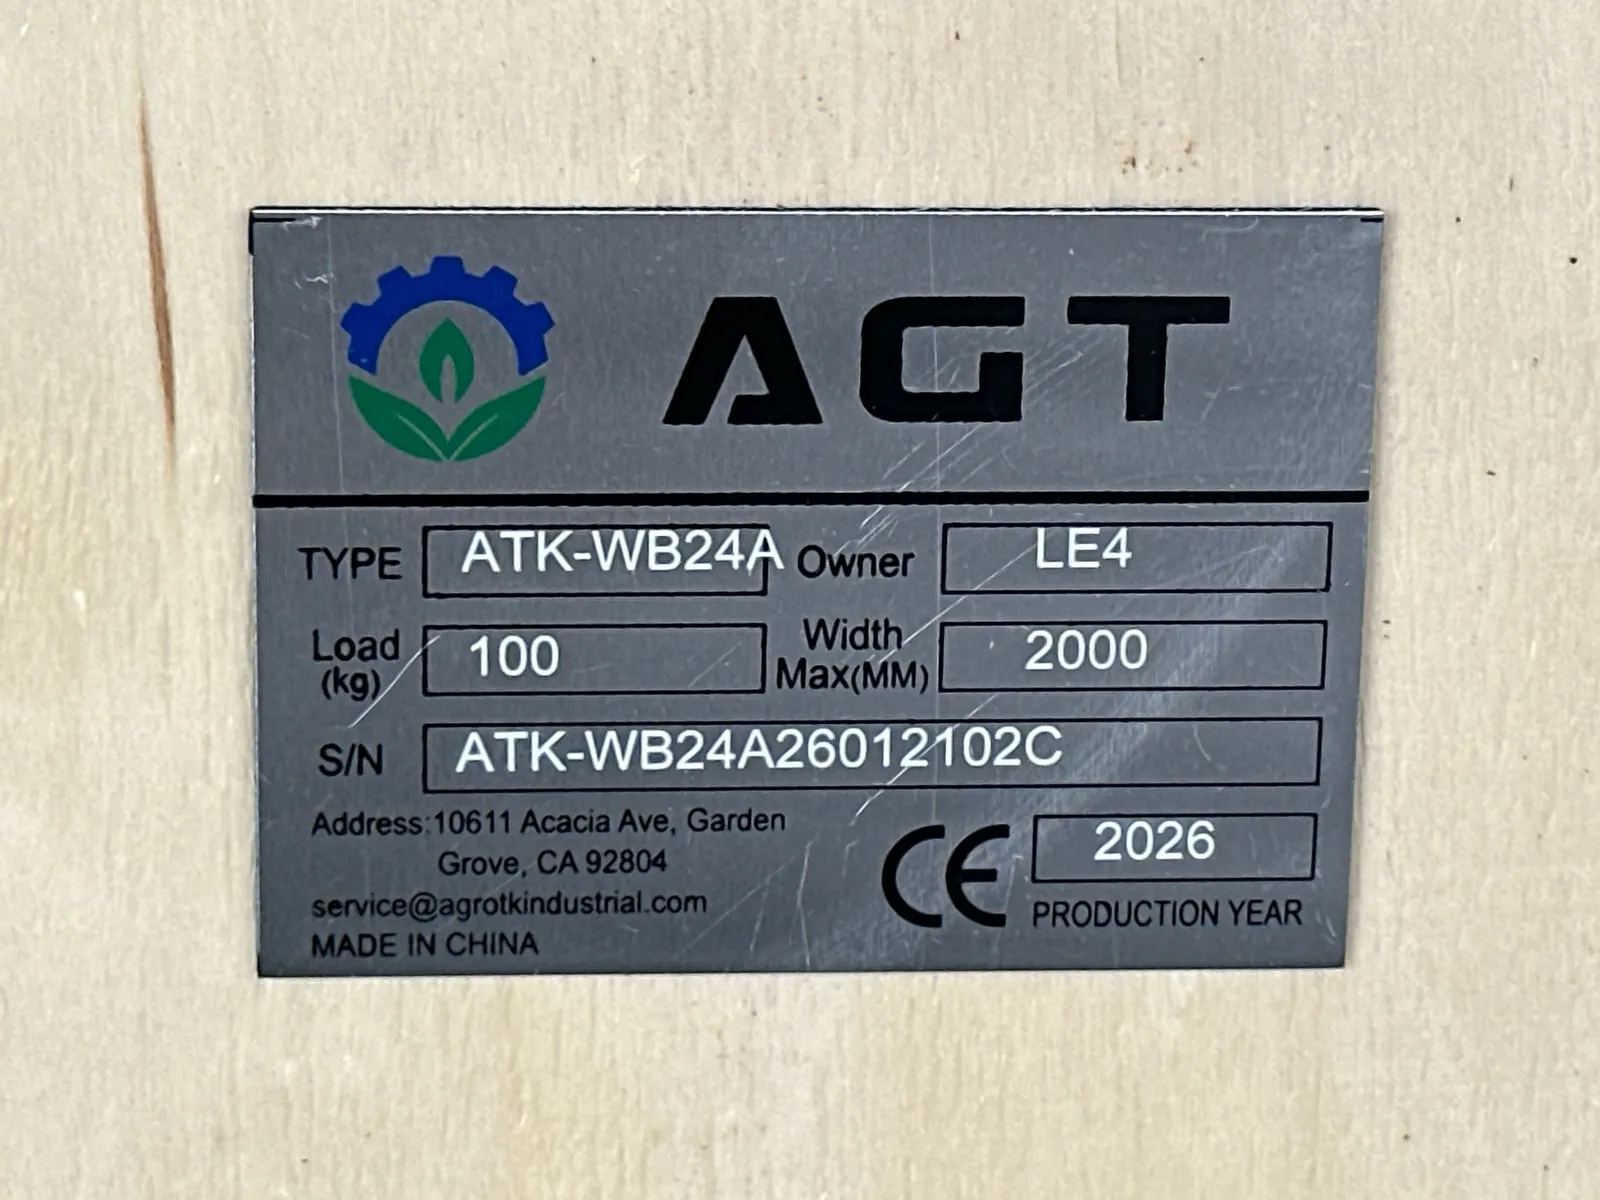 AGT
TYPE ATK-WB24A Owner LE4
Load (kg) 100 Width Max(MM) 2000
S/N ATK-WB24A26012102C
Address:10611 Acacia Ave, Garden
Grove, CA 92804
service@agrotkindustrial.com
MADE IN CHINA
CE 2026
PRODUCTION YEAR